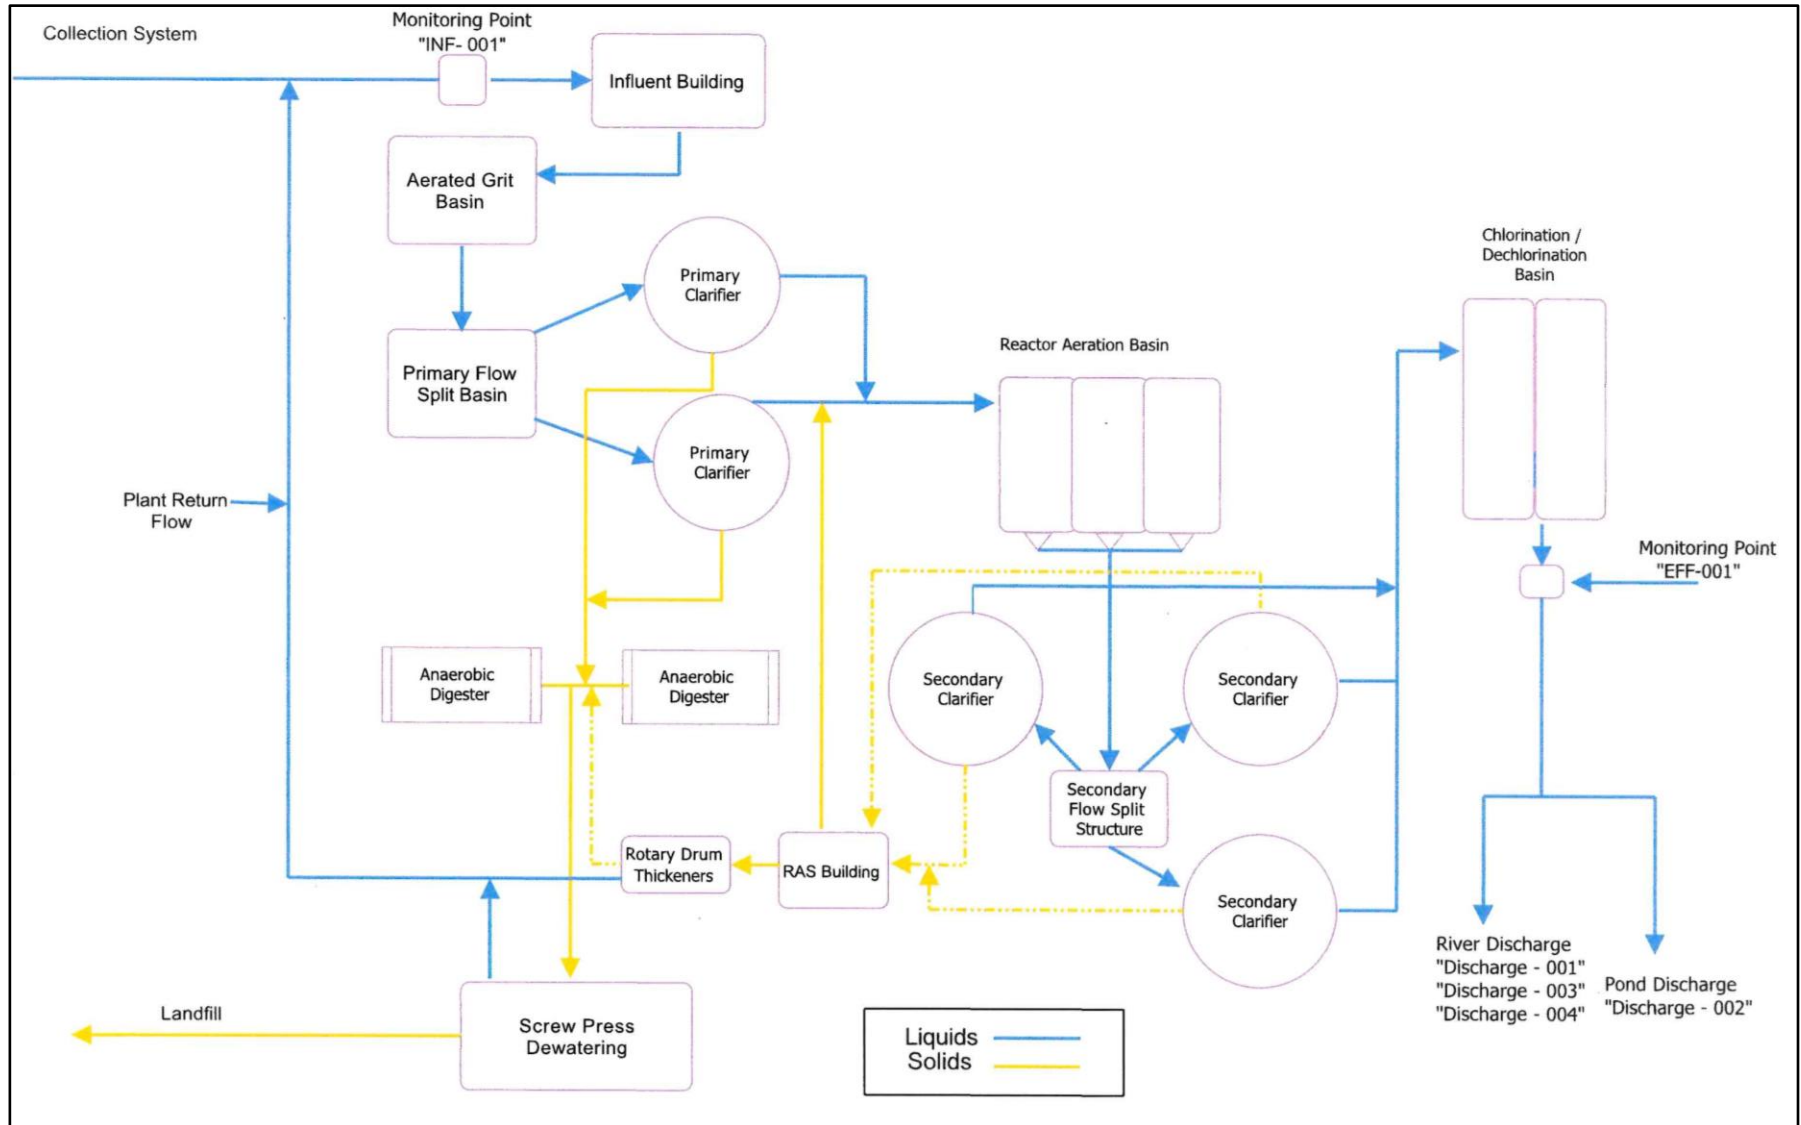 Collection System
Monitoring Point
"INF- 001"
Influent Building
Aerated Grit
Basin
Primary Flow
Split Basin
Primary
Clarifier
Primary
Clarifier
Reactor Aeration Basin
Chlorination /
Dechlorination
Basin
Plant Return
Flow
Monitoring Point
"EFF-001"
Anaerobic
Digester
Anaerobic
Digester
Secondary
Clarifier
Secondary
Clarifier
Secondary
Flow Split
Structure
Rotary Drum
Thickeners
RAS Building
Secondary
Clarifier
River Discharge
"Discharge - 001"
"Discharge - 003"
"Discharge - 004"
Pond Discharge
"Discharge - 002"
Landfill
Screw Press
Dewatering
Liquids
Solids